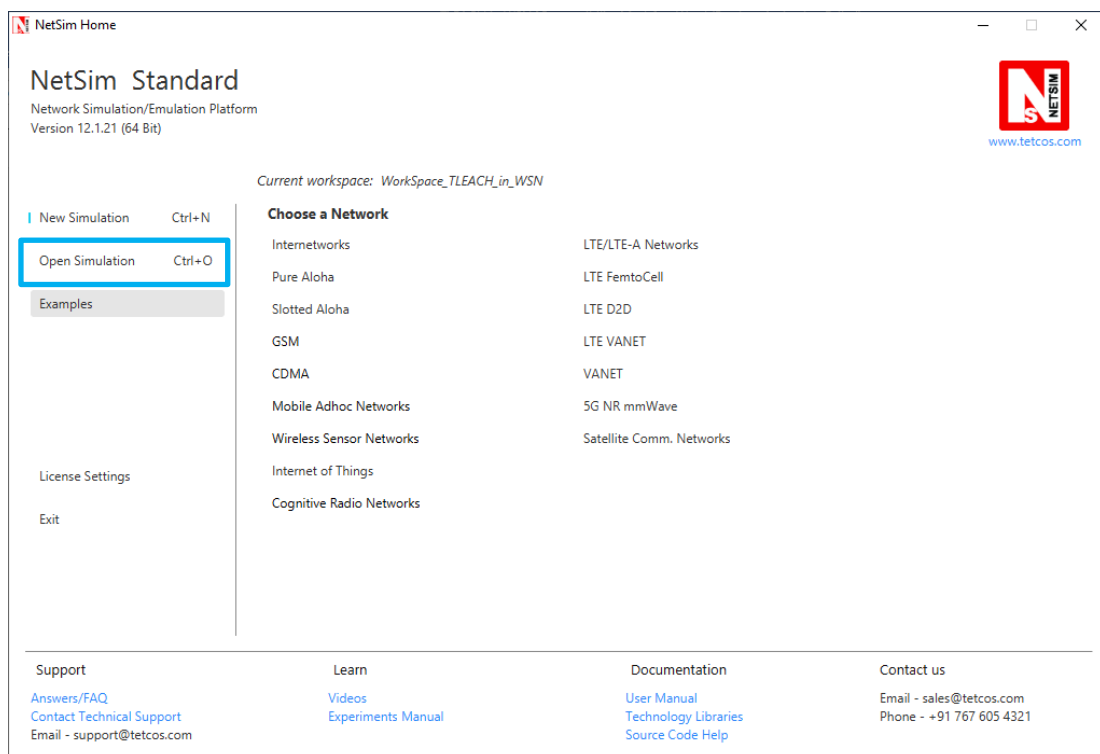 NetSim Home
NetSim Standard
Network Simulation/Emulation Platform
Version 12.1.21 (64 Bit)
NETSIM
www.tetcos.com
Current workspace: WorkSpace_TLEACH_in_WSN
New Simulation Ctrl+N
Open Simulation Ctrl+O
Examples
License Settings
Exit
Choose a Network
Internetworks
Pure Aloha
Slotted Aloha
GSM
CDMA
Mobile Adhoc Networks
Wireless Sensor Networks
Internet of Things
Cognitive Radio Networks
LTE/LTE-A Networks
LTE FemtoCell
LTE D2D
LTE VANET
VANET
5G NR mmWave
Satellite Comm. Networks
Support
Answers/FAQ
Contact Technical Support
Email - support@tetcos.com
Learn
Videos
Experiments Manual
Documentation
User Manual
Technology Libraries
Source Code Help
Contact us
Email - sales@tetcos.com
Phone - +91 767 605 4321